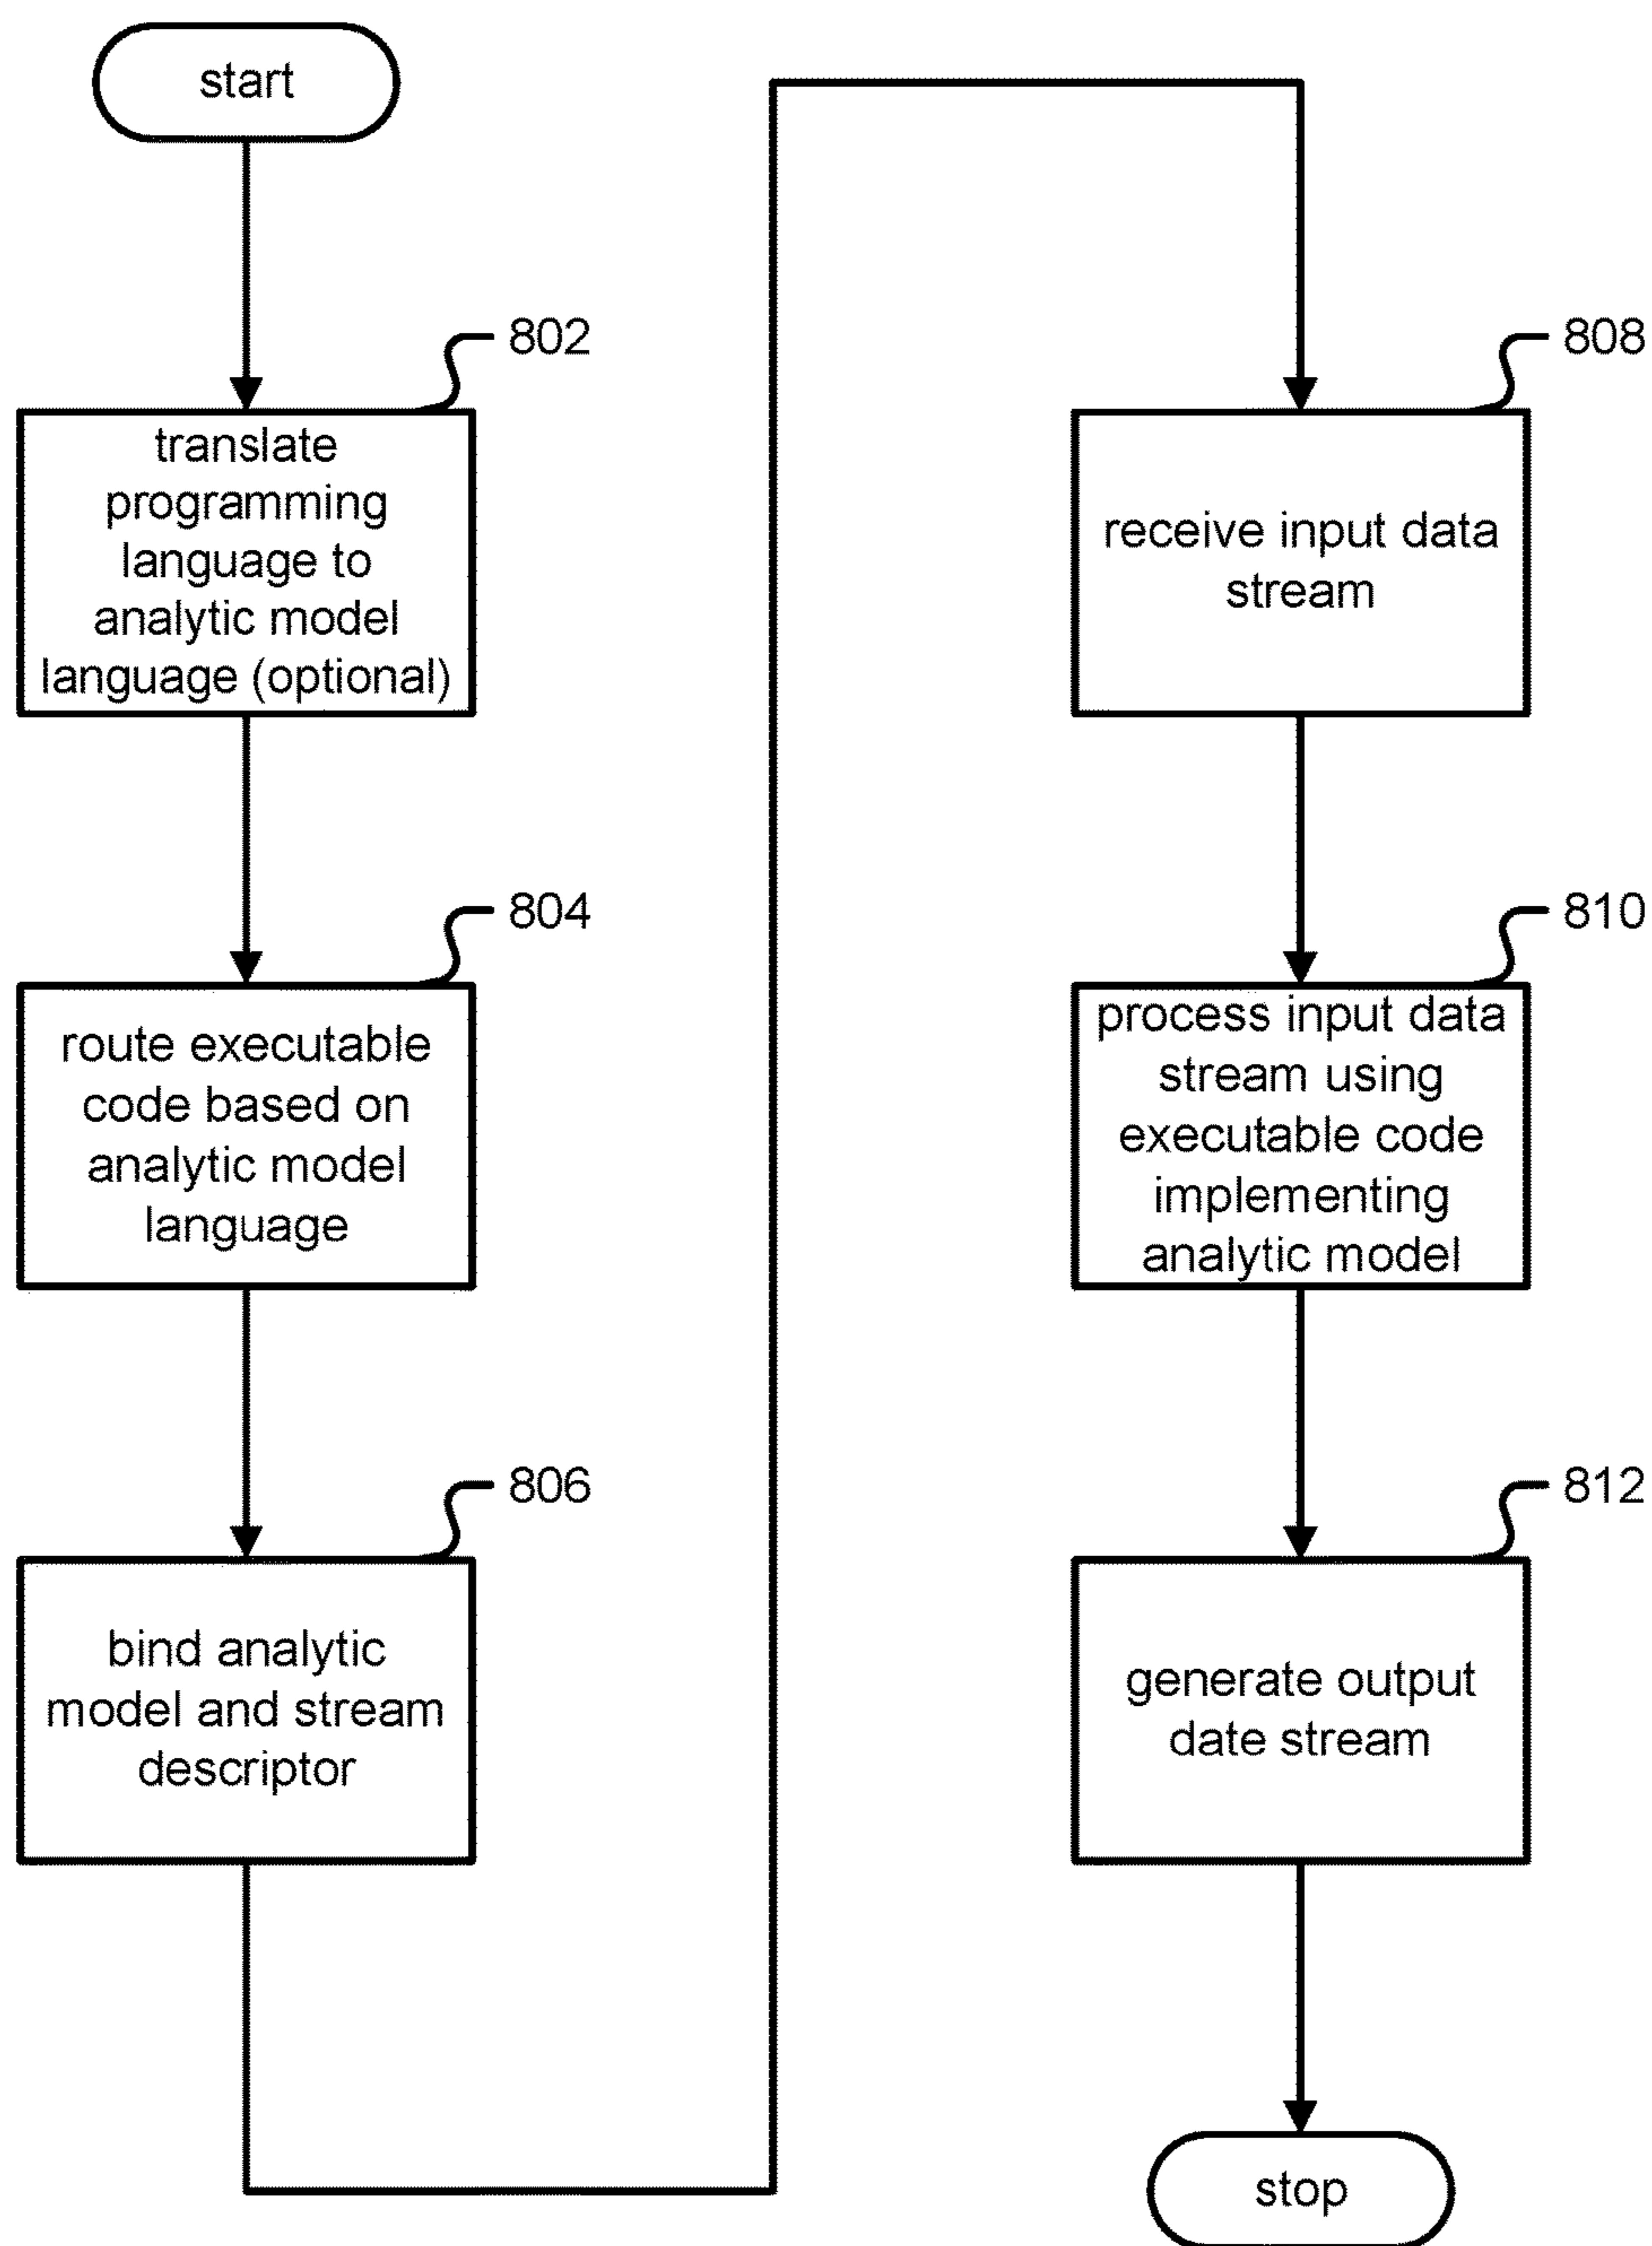 start
802
translate
programming
language to
analytic model
language (optional)
804
route executable
code based on
analytic model
language
806
bind analytic
model and stream
descriptor
808
receive input data
stream
810
process input data
stream using
executable code
implementing
analytic model
812
generate output
date stream
stop